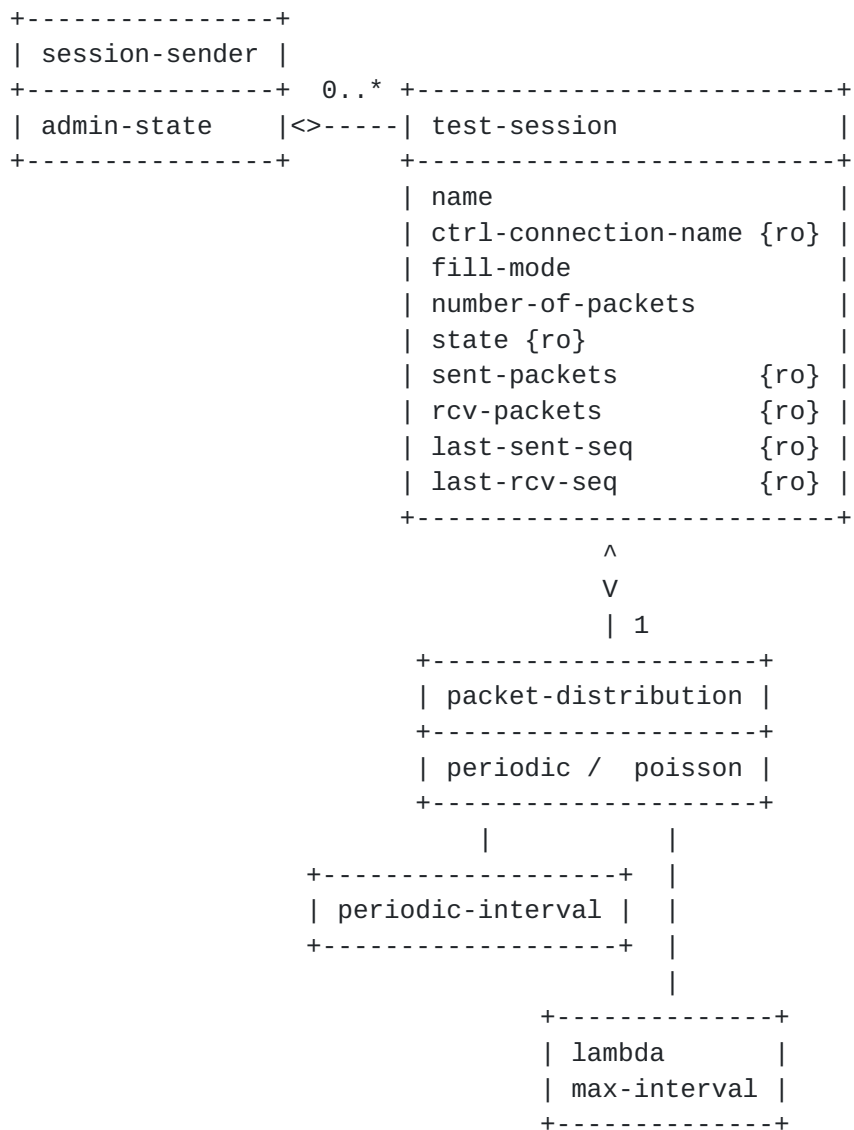 +----------------+
| session-sender |
+----------------+  0..* +---------------------------+
| admin-state    |<>-----| test-session              |
+----------------+       +---------------------------+
                         | name                      |
                         | ctrl-connection-name {ro} |
                         | fill-mode                 |
                         | number-of-packets         |
                         | state {ro}                |
                         | sent-packets         {ro} |
                         | rcv-packets          {ro} |
                         | last-sent-seq        {ro} |
                         | last-rcv-seq         {ro} |
                         +---------------------------+
                                      ^
                                      V
                                      | 1
                          +---------------------+
                          | packet-distribution |
                          +---------------------+
                          | periodic /  poisson |
                          +---------------------+
                              |           |
                   +-------------------+  |
                   | periodic-interval |  |
                   +-------------------+  |
                                          |
                                  +--------------+
                                  | lambda       |
                                  | max-interval |
                                  +--------------+